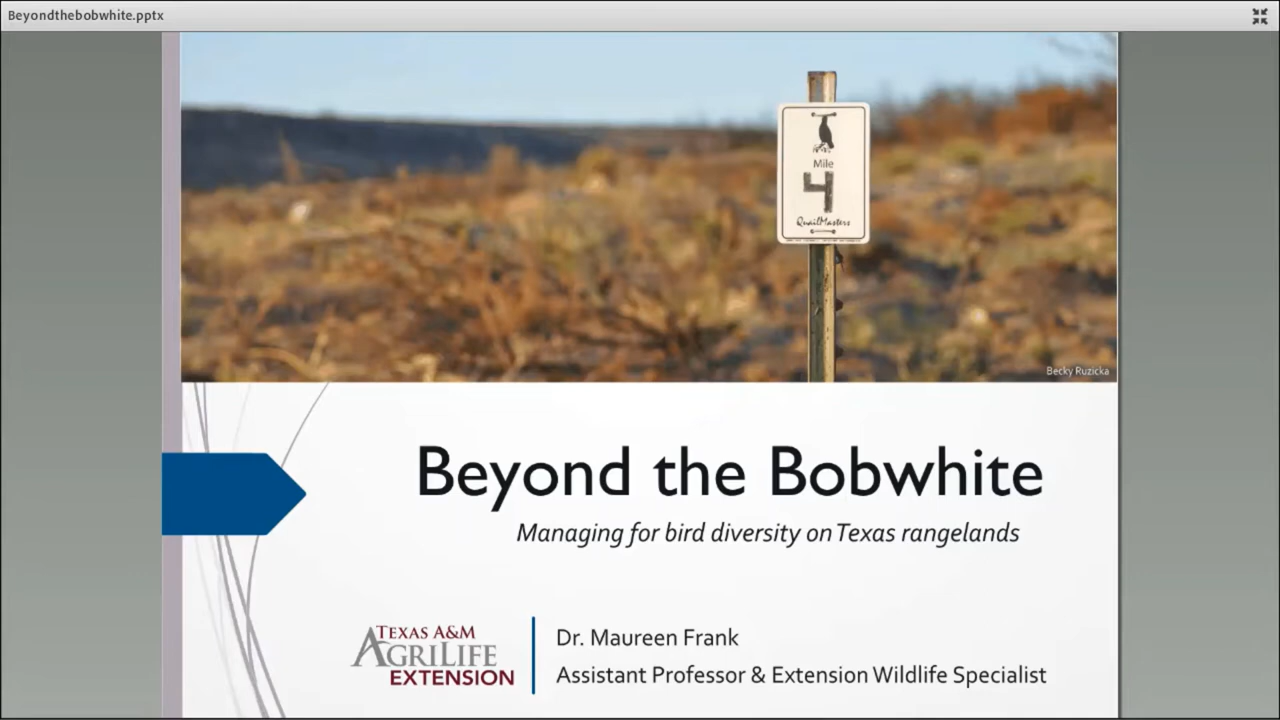 Beyondthebobwhite.pptx
Mile
4
QuailMasters
Becky Ruzicka
Beyond the Bobwhite
Managing for bird diversity on Texas rangelands
TEXAS A&M
AGRILIFE
EXTENSION
Dr. Maureen Frank
Assistant Professor & Extension Wildlife Specialist